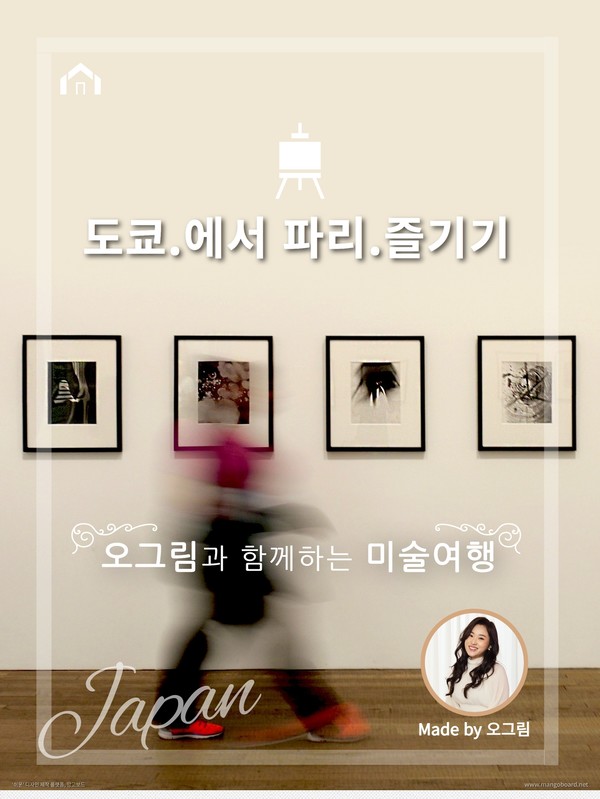 도쿄.에서 파리.즐기기
오그림과 함께하는 미술여행
Japan
Made by 오그림
www.mangoboard.net